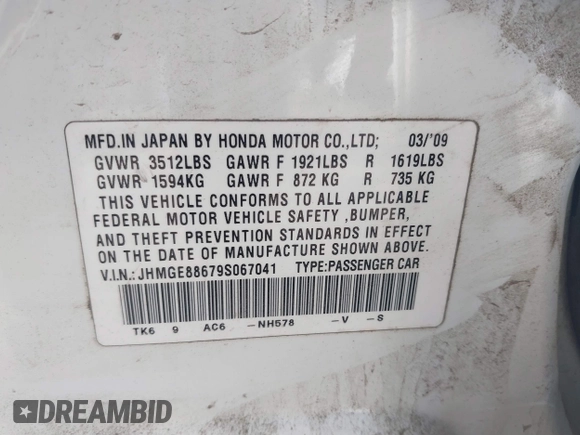 MFD.IN JAPAN BY HONDA MOTOR CO.,LTD; 03/'09
GVWR 3512LBS GAWR F 1921LBS R 1619LBS
GVWR 1594KG GAWR F 872 KG R 735 KG
THIS VEHICLE CONFORMS TO ALL APPLICABLE
FEDERAL MOTOR VEHICLE SAFETY ,BUMPER,
AND THEFT PREVENTION STANDARDS IN EFFECT
ON THE DATE OF MANUFACTURE SHOWN ABOVE.
V.I.N.:JHMGE88679S067041 TYPE:PASSENGER CAR
TK6 9 AC6 -NH578 -V -S
DREAMBID